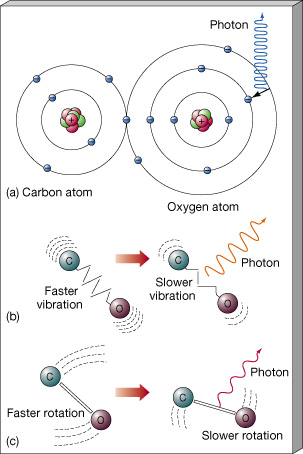 Photon
+
+
(a) Carbon atom
Oxygen atom
C
Faster
vibration
O
(b)
C
Slower
vibration
O
Photon
C
Faster rotation
O
(c)
Photon
C
O
Slower rotation